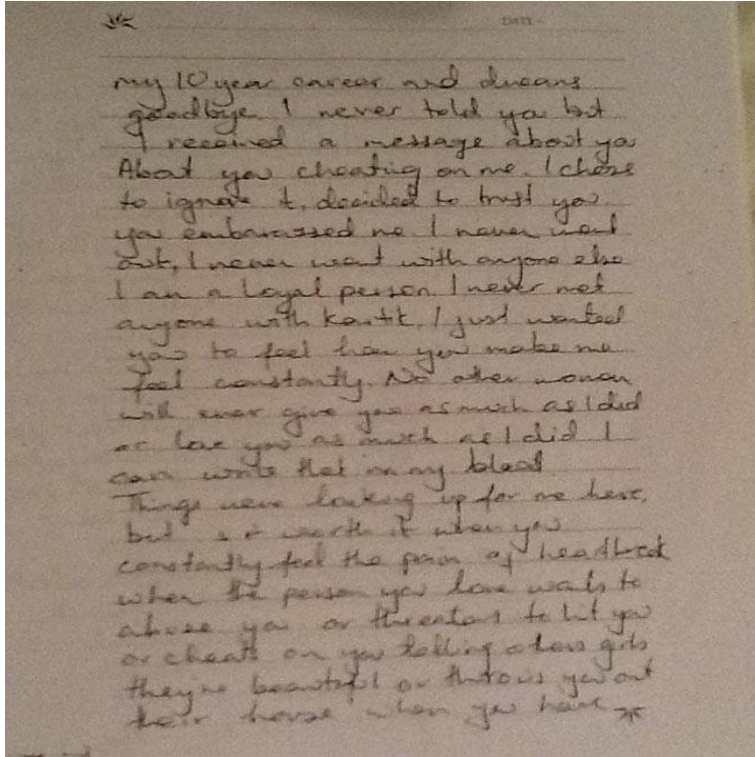 DATE
my 10 year career and dreams
goodbye. I never told you but
I received a message about you
About you cheating on me. I chose
to ignore it, decided to trust you.
you embarassed me I never went
out, I never went with anyone else
I am a loyal person. I never met
anyone with Kartik, I just wanted
you to feel how you make me
feel constantly. No other woman
will ever give you as much as I did
or love you as much as I did I
can write that in my blood
Things were looking up for me here,
but is it worth it when you
constantly feel the pain of heartbreak
when the person you love wants to
abuse you or threatens to hit you
or cheats on you telling others girls
they're beautiful or throws you out
their house when you have